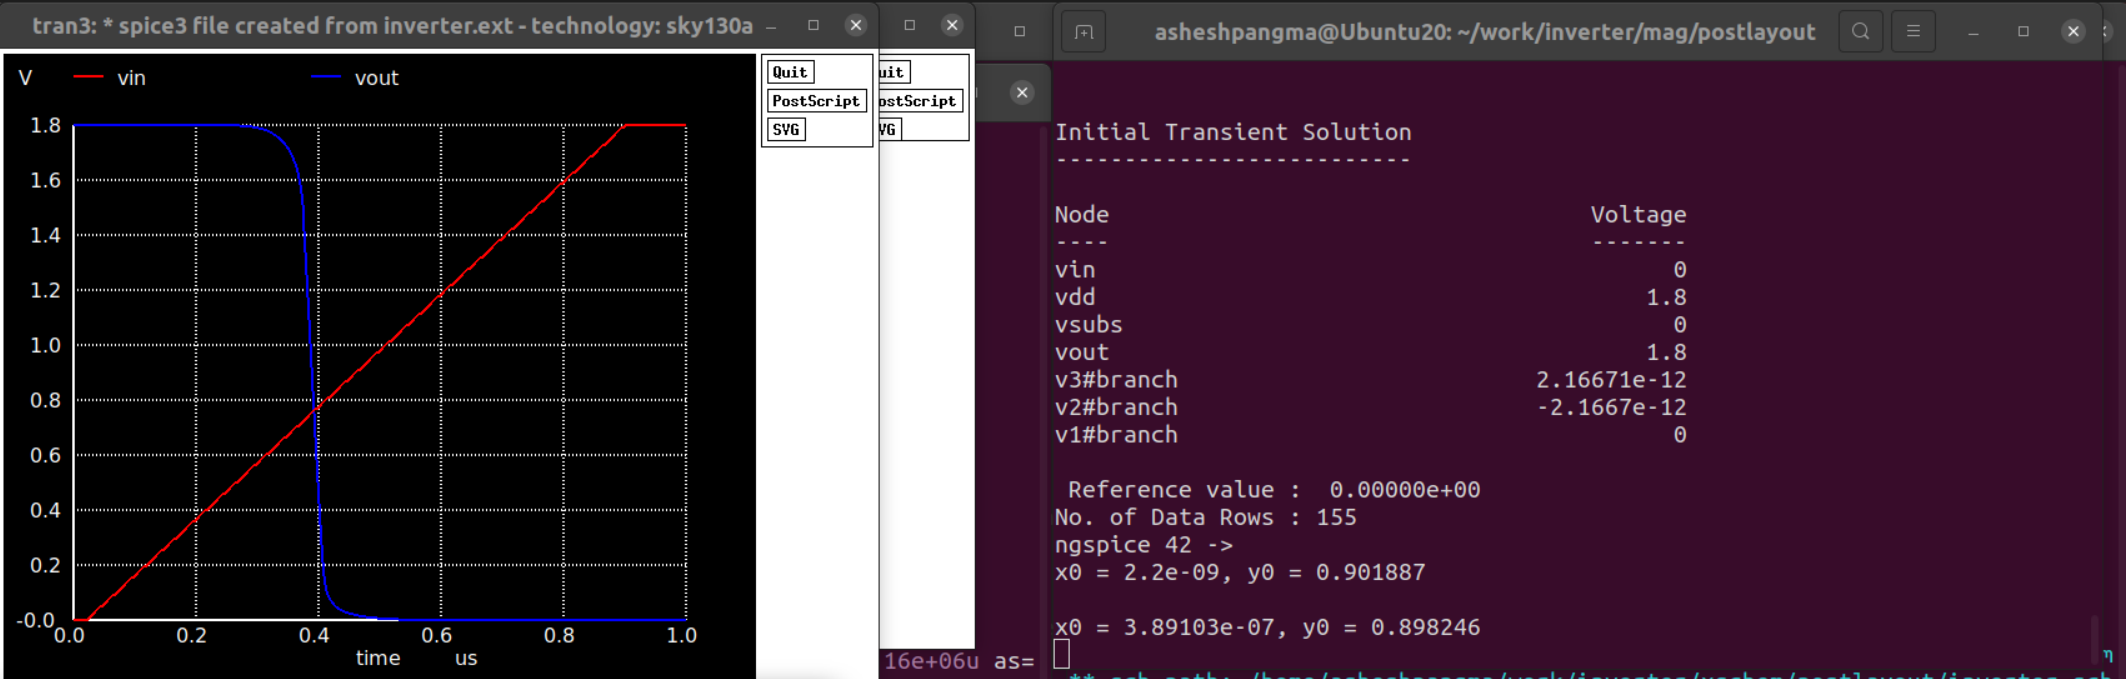 tran3: * spice3 file created from inverter.ext - technology: sky130a
V vin vout
Quit
PostScript
SVG
uit
ostScript
VG
1.8
1.6
1.4
1.2
1.0
0.8
0.6
0.4
0.2
-0.0
0.0 0.2 0.4 0.6 0.8 1.0
time us
16e+06u as=
asheshpangma@Ubuntu20: ~/work/inverter/mag/postlayout
Initial Transient Solution
--------------------------
Node Voltage
---- -------
vin 0
vdd 1.8
vsubs 0
vout 1.8
v3#branch 2.16671e-12
v2#branch -2.1667e-12
v1#branch 0
Reference value : 0.00000e+00
No. of Data Rows : 155
ngspice 42 ->
x0 = 2.2e-09, y0 = 0.901887
x0 = 3.89103e-07, y0 = 0.898246